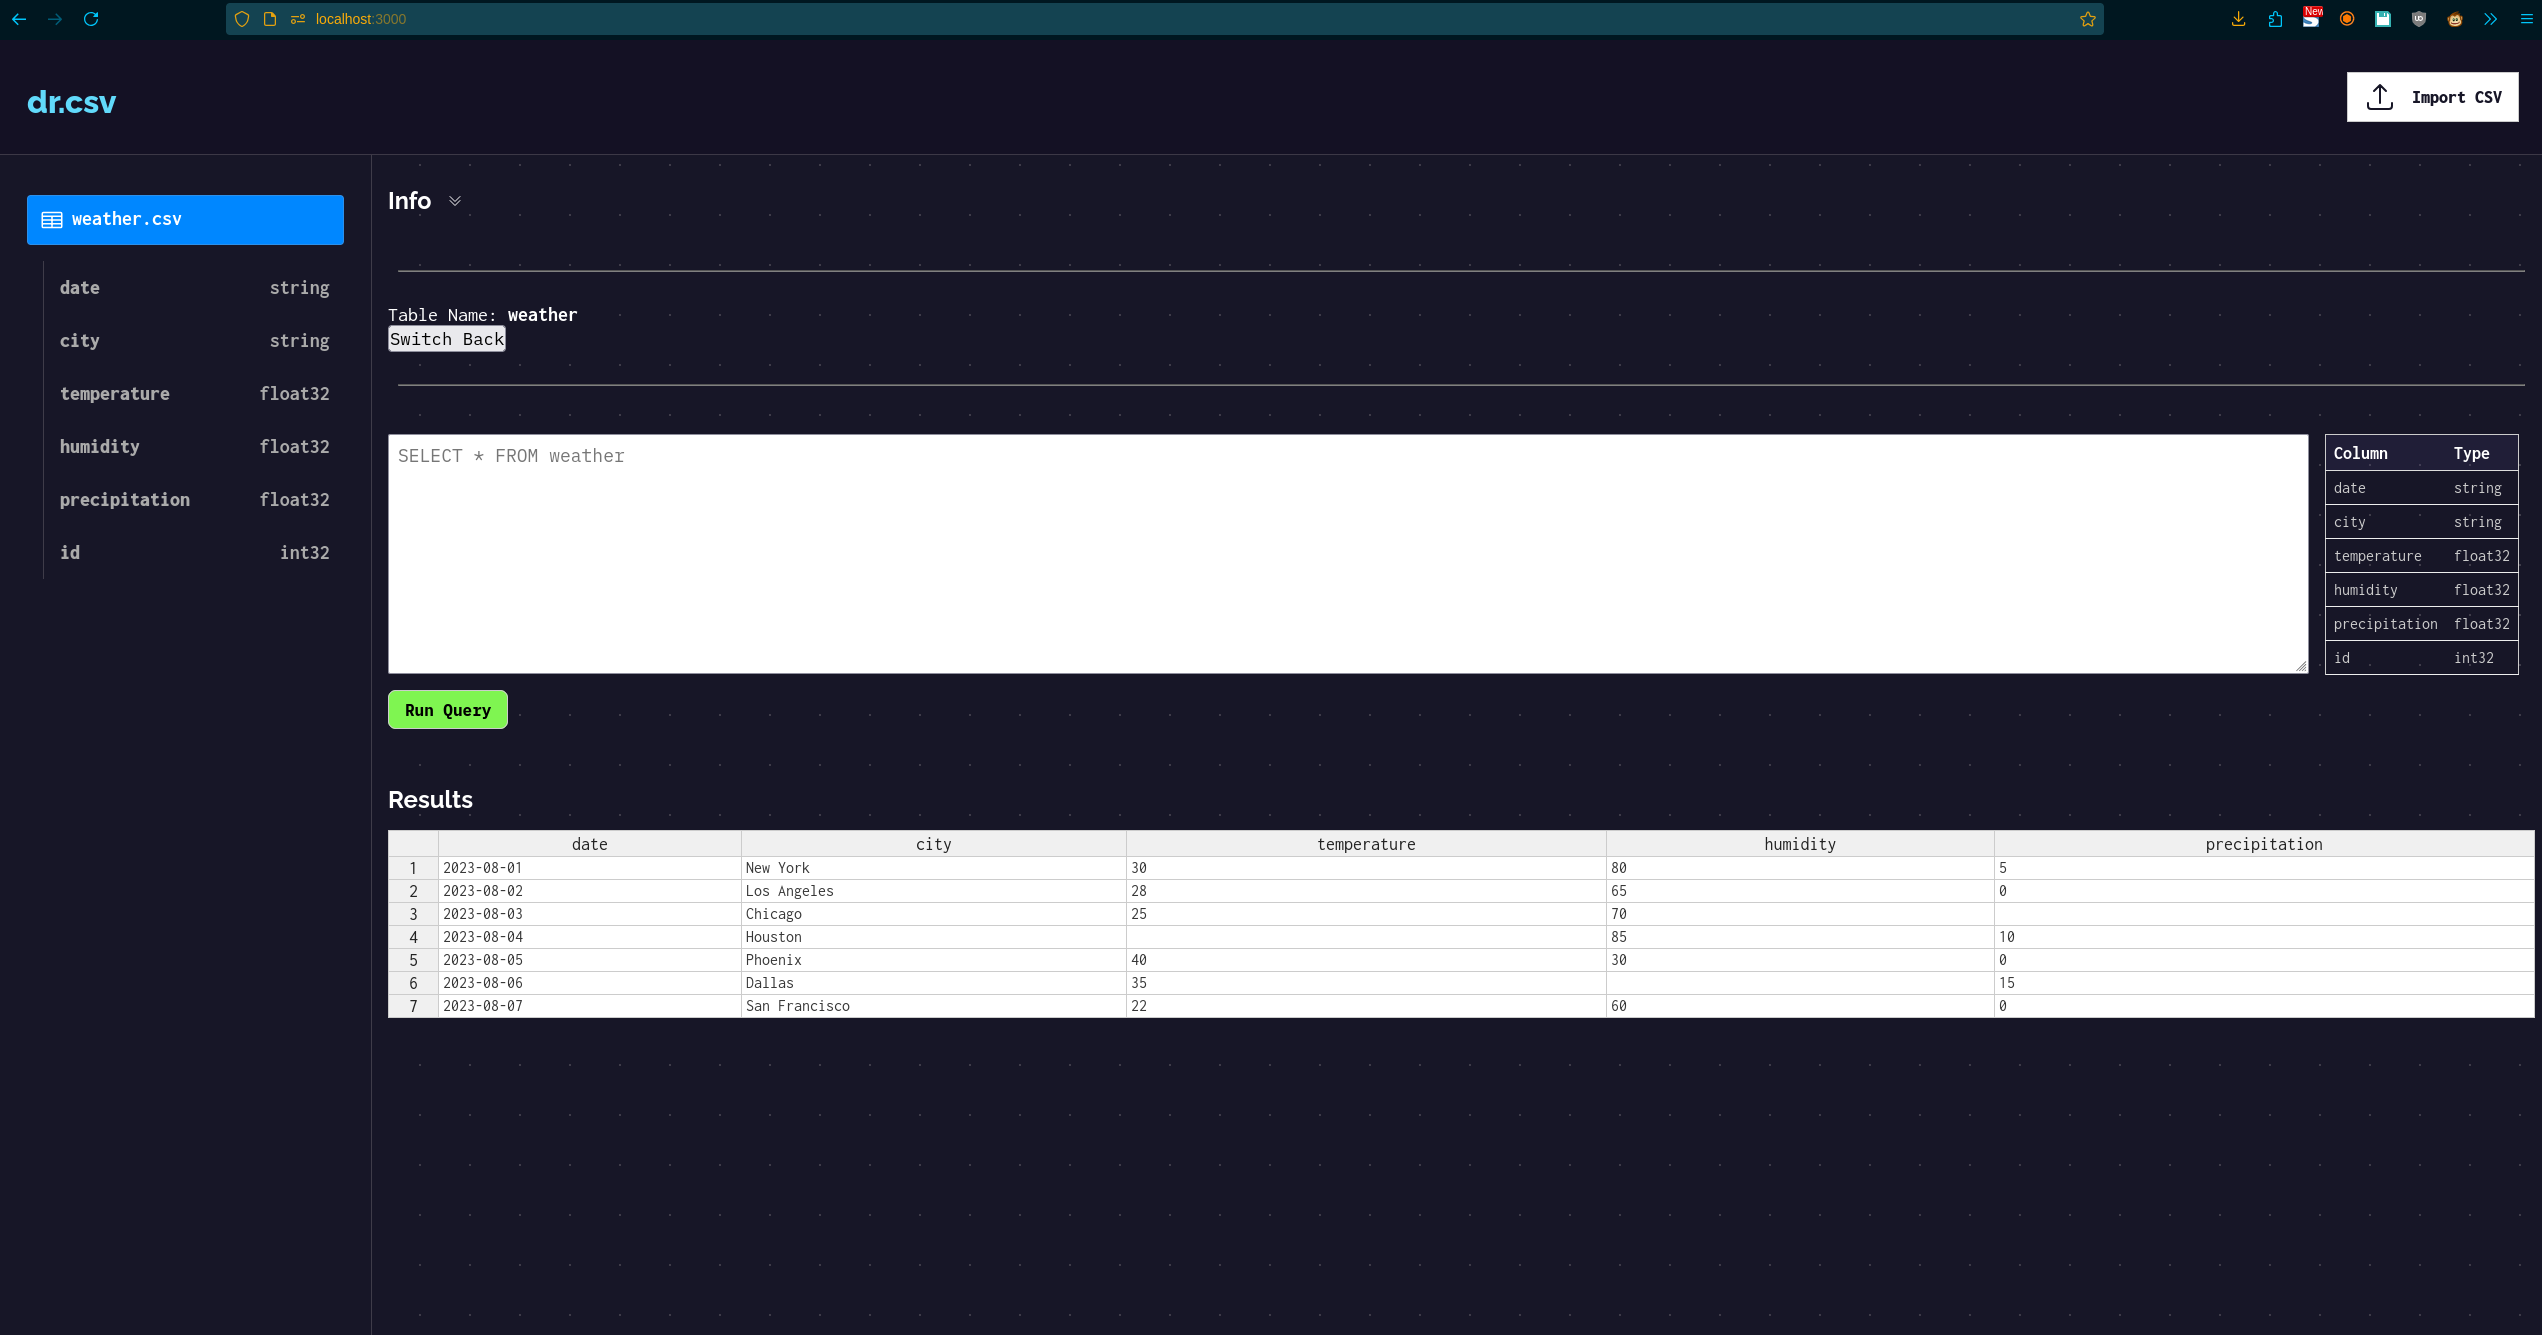 localhost:3000
New
dr.csv
Import CSV
weather.csv
date string
city string
temperature float32
humidity float32
precipitation float32
id int32
Info
Table Name: weather
Switch Back
SELECT * FROM weather
Column Type
date string
city string
temperature float32
humidity float32
precipitation float32
id int32
Run Query
Results
date city temperature humidity precipitation
1 2023-08-01 New York 30 80 5
2 2023-08-02 Los Angeles 28 65 0
3 2023-08-03 Chicago 25 70
4 2023-08-04 Houston 85 10
5 2023-08-05 Phoenix 40 30 0
6 2023-08-06 Dallas 35 15
7 2023-08-07 San Francisco 22 60 0